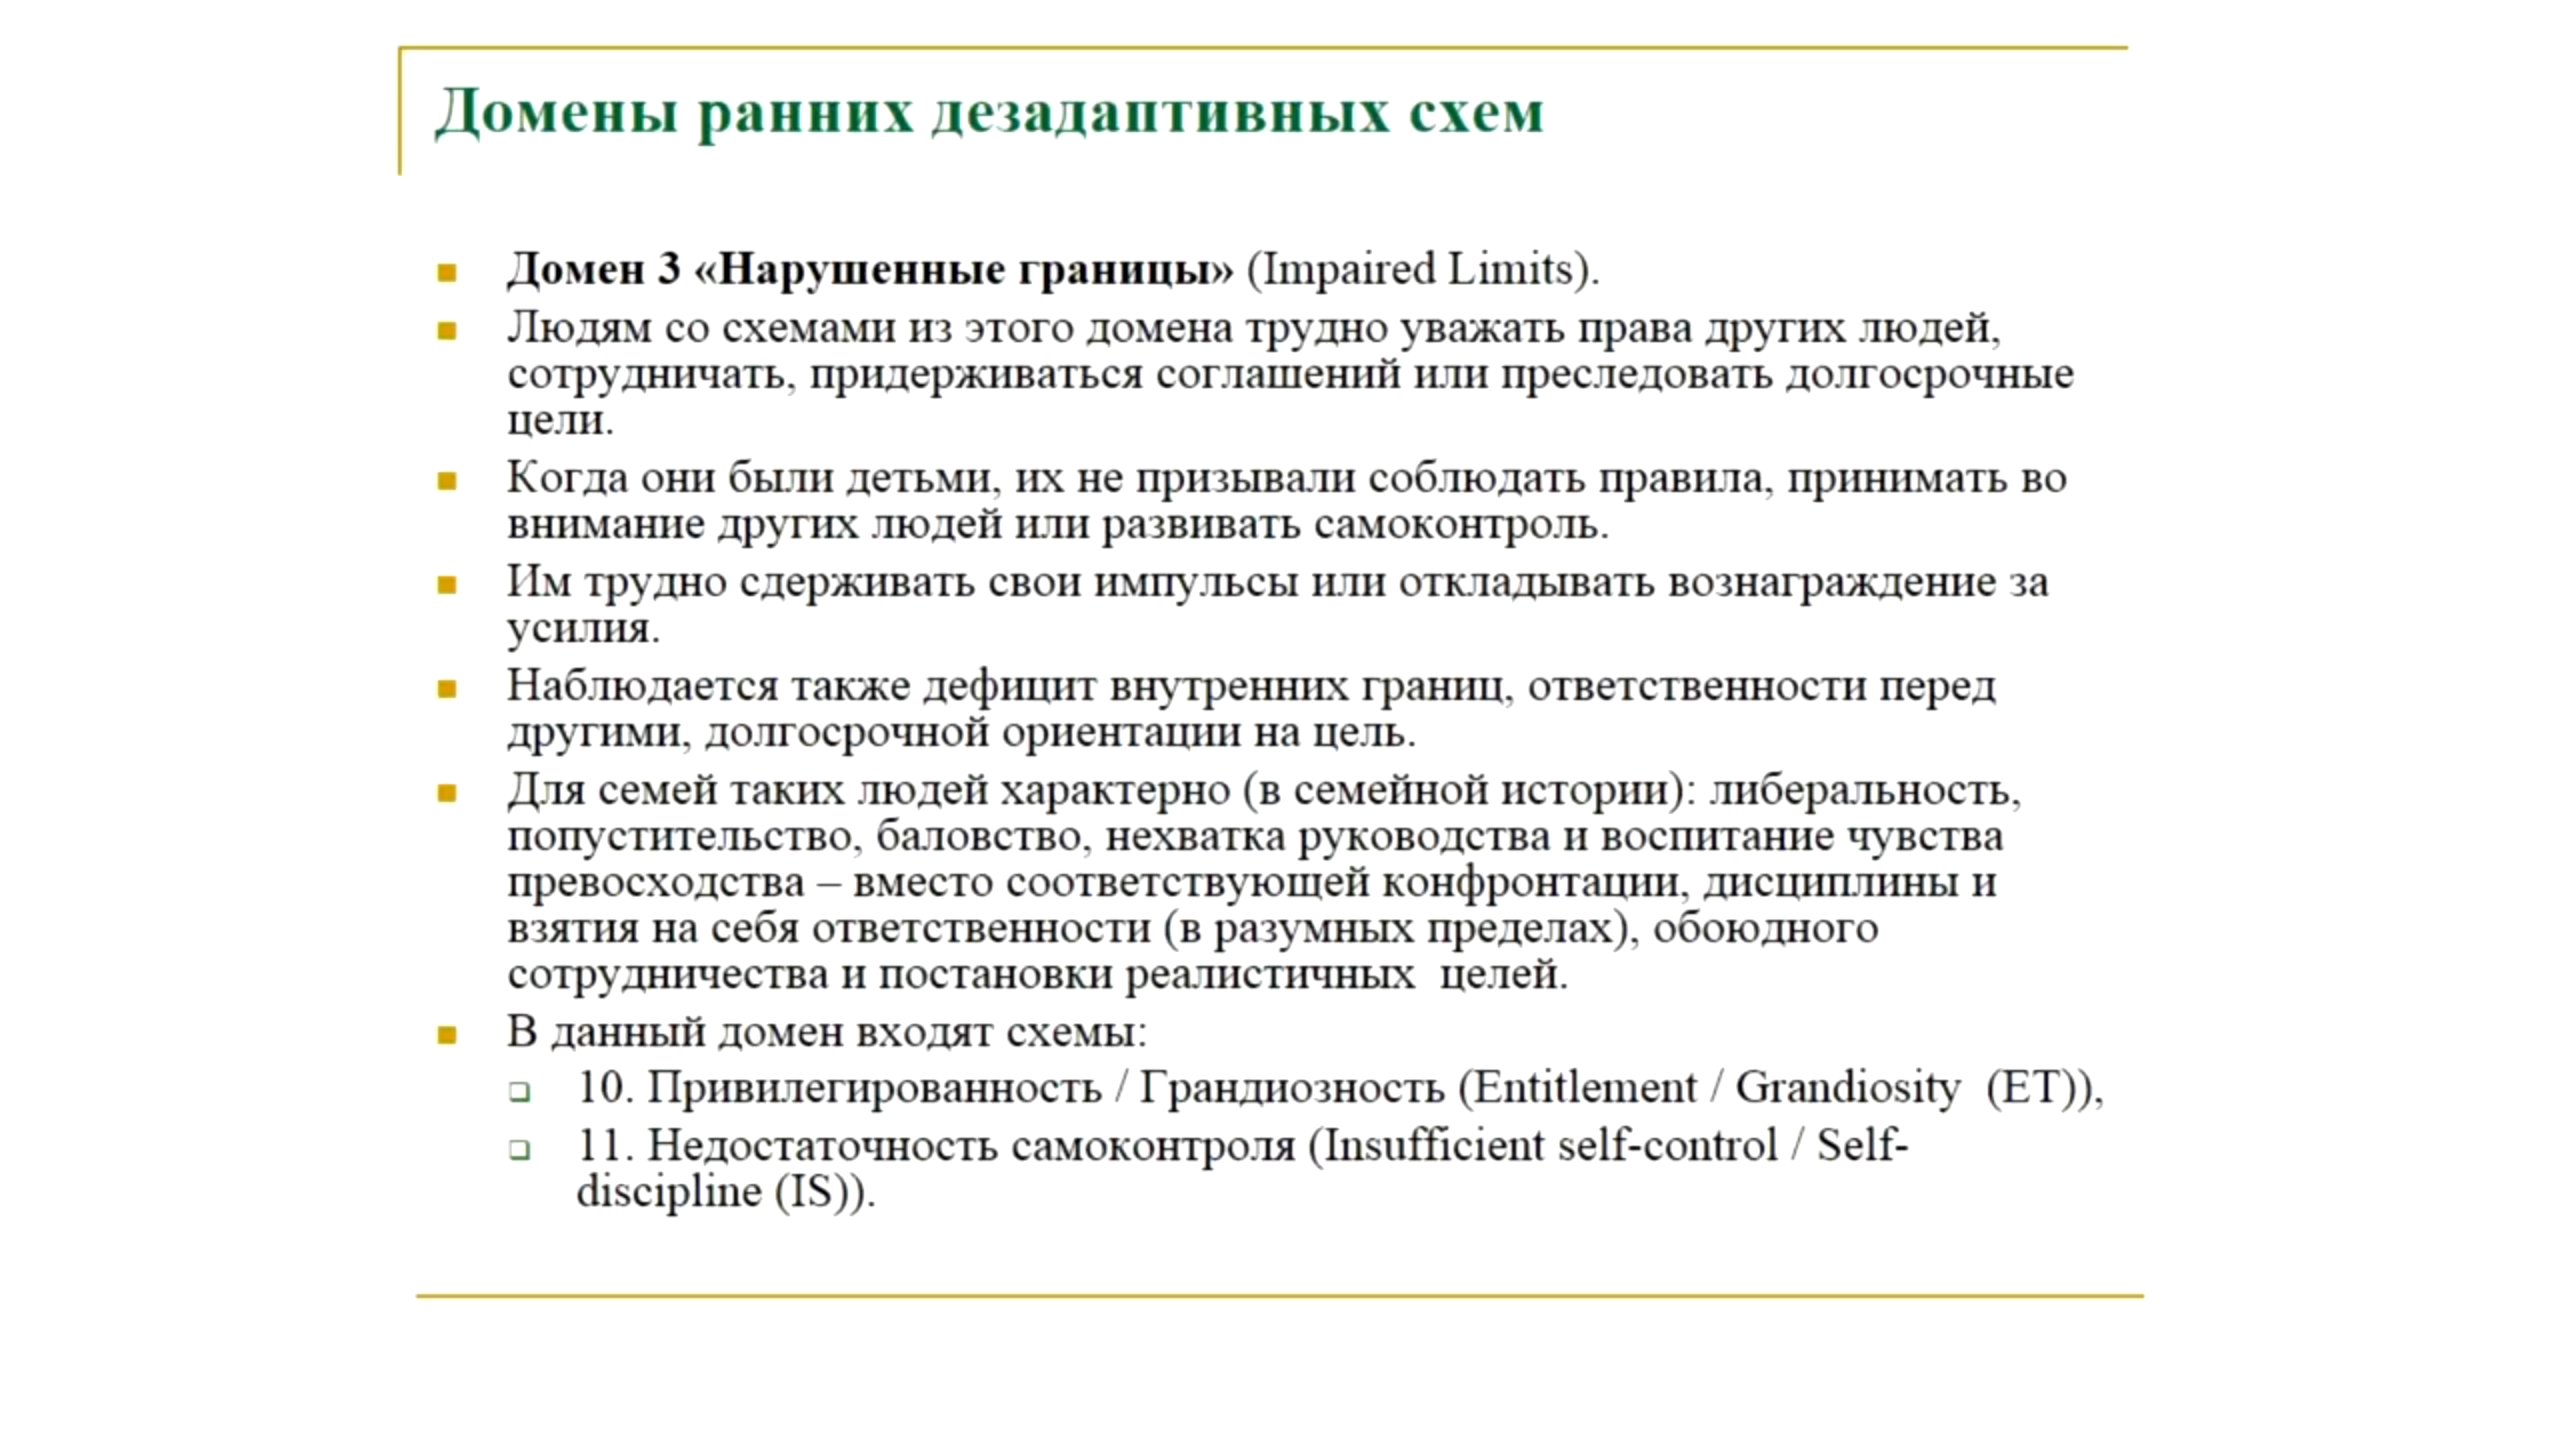 Домены ранних дезадаптивных схем
Домен 3 «Нарушенные границы» (Impaired Limits).
Людям со схемами из этого домена трудно уважать права других людей,
сотрудничать, придерживаться соглашений или преследовать долгосрочные
цели.
Когда они были детьми, их не призывали соблюдать правила, принимать во
внимание других людей или развивать самоконтроль.
Им трудно сдерживать свои импульсы или откладывать вознаграждение за
усилия.
Наблюдается также дефицит внутренних границ, ответственности перед
другими, долгосрочной ориентации на цель.
Для семей таких людей характерно (в семейной истории): либеральность,
попустительство, баловство, нехватка руководства и воспитание чувства
превосходства – вместо соответствующей конфронтации, дисциплины и
взятия на себя ответственности (в разумных пределах), обоюдного
сотрудничества и постановки реалистичных  целей.
В данный домен входят схемы:
10. Привилегированность / Грандиозность (Entitlement / Grandiosity  (ET)),
11. Недостаточность самоконтроля (Insufficient self-control / Self-
discipline (IS)).